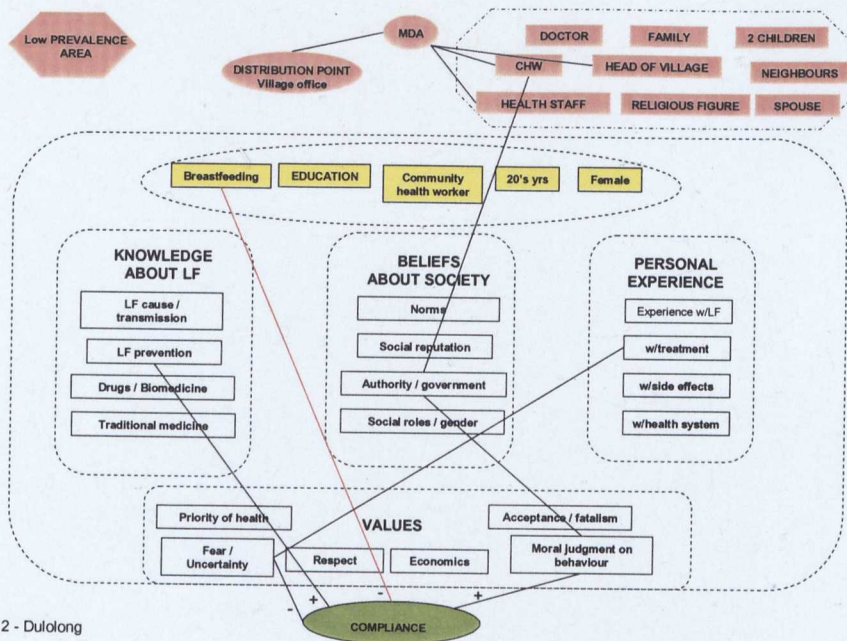 Low PREVALENCE
AREA
MDA
DISTRIBUTION POINT
Village office
DOCTOR
FAMILY
2 CHILDREN
CHW
HEAD OF VILLAGE
NEIGHBOURS
HEALTH STAFF
RELIGIOUS FIGURE
SPOUSE
Breastfeeding
EDUCATION
Community
health worker
20's yrs
Female
KNOWLEDGE
ABOUT LF
LF cause /
transmission
LF prevention
Drugs / Biomedicine
Traditional medicine
BELIEFS
ABOUT SOCIETY
Norms
Social reputation
Authority / government
Social roles / gender
PERSONAL
EXPERIENCE
Experience w/LF
w/treatment
w/side effects
w/health system
Priority of health
VALUES
Acceptance / fatalism
Fear /
Uncertainty
Respect
Economics
Moral judgment on
behaviour
-
+
-
+
COMPLIANCE
2 - Dulolong